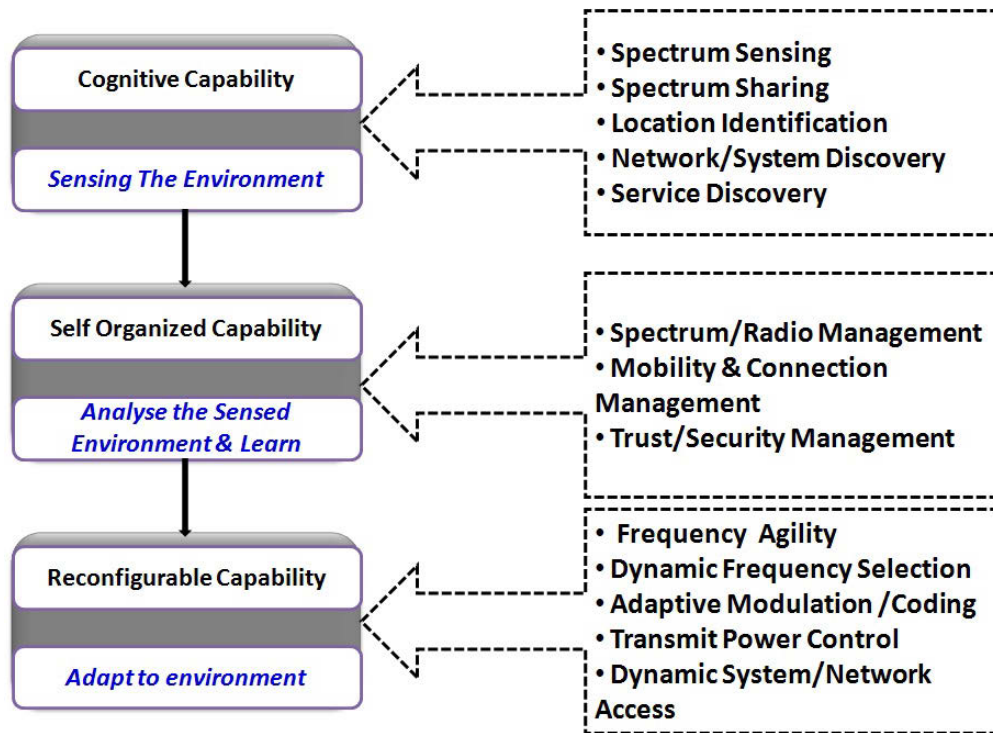 Cognitive Capability
Sensing The Environment
• Spectrum Sensing
• Spectrum Sharing
• Location Identification
• Network/System Discovery
• Service Discovery
Self Organized Capability
Analyse the Sensed
Environment & Learn
• Spectrum/Radio Management
• Mobility & Connection
Management
• Trust/Security Management
Reconfigurable Capability
Adapt to environment
• Frequency Agility
• Dynamic Frequency Selection
• Adaptive Modulation /Coding
• Transmit Power Control
• Dynamic System/Network
Access